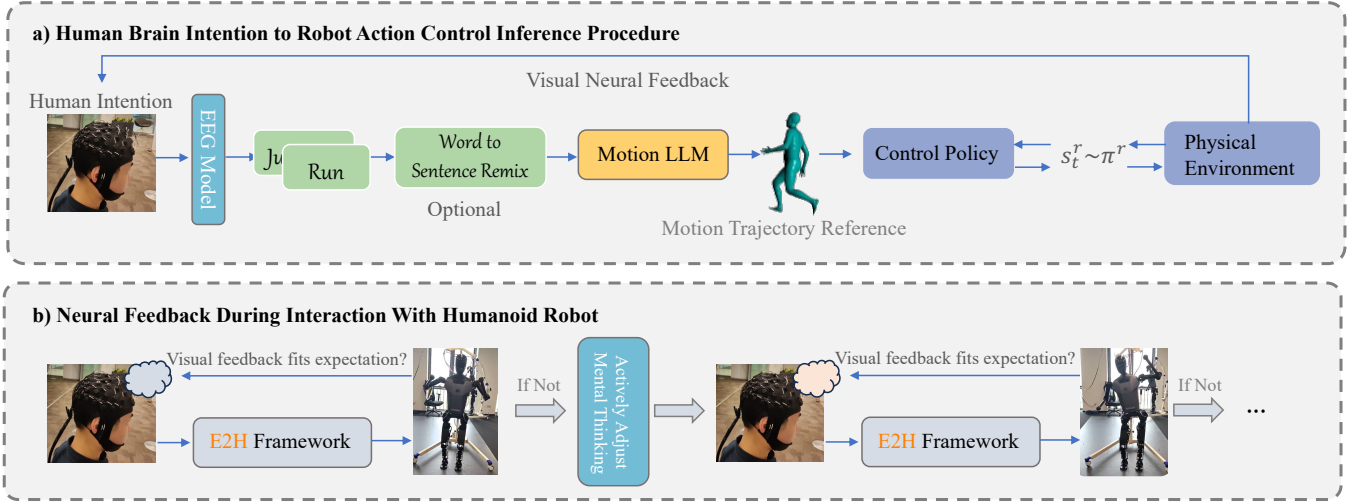 a) Human Brain Intention to Robot Action Control Inference Procedure
Visual Neural Feedback
Human Intention
EEG Model
Ju
Run
Word to
Sentence Remix
Optional
Motion LLM
Motion Trajectory Reference
Control Policy
s_t^r~π^r
Physical
Environment
b) Neural Feedback During Interaction With Humanoid Robot
Visual feedback fits expectation?
E2H Framework
If Not
Actively Adjust
Mental Thinking
Visual feedback fits expectation?
E2H Framework
If Not
...